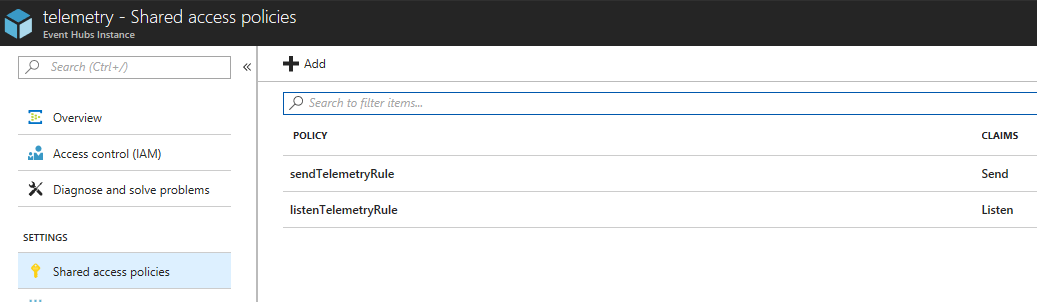 telemetry - Shared access policies
Event Hubs Instance
Search (Ctrl+/)
«
Overview
Access control (IAM)
Diagnose and solve problems
SETTINGS
Shared access policies
Add
Search to filter items...
POLICY CLAIMS
sendTelemetryRule Send
listenTelemetryRule Listen